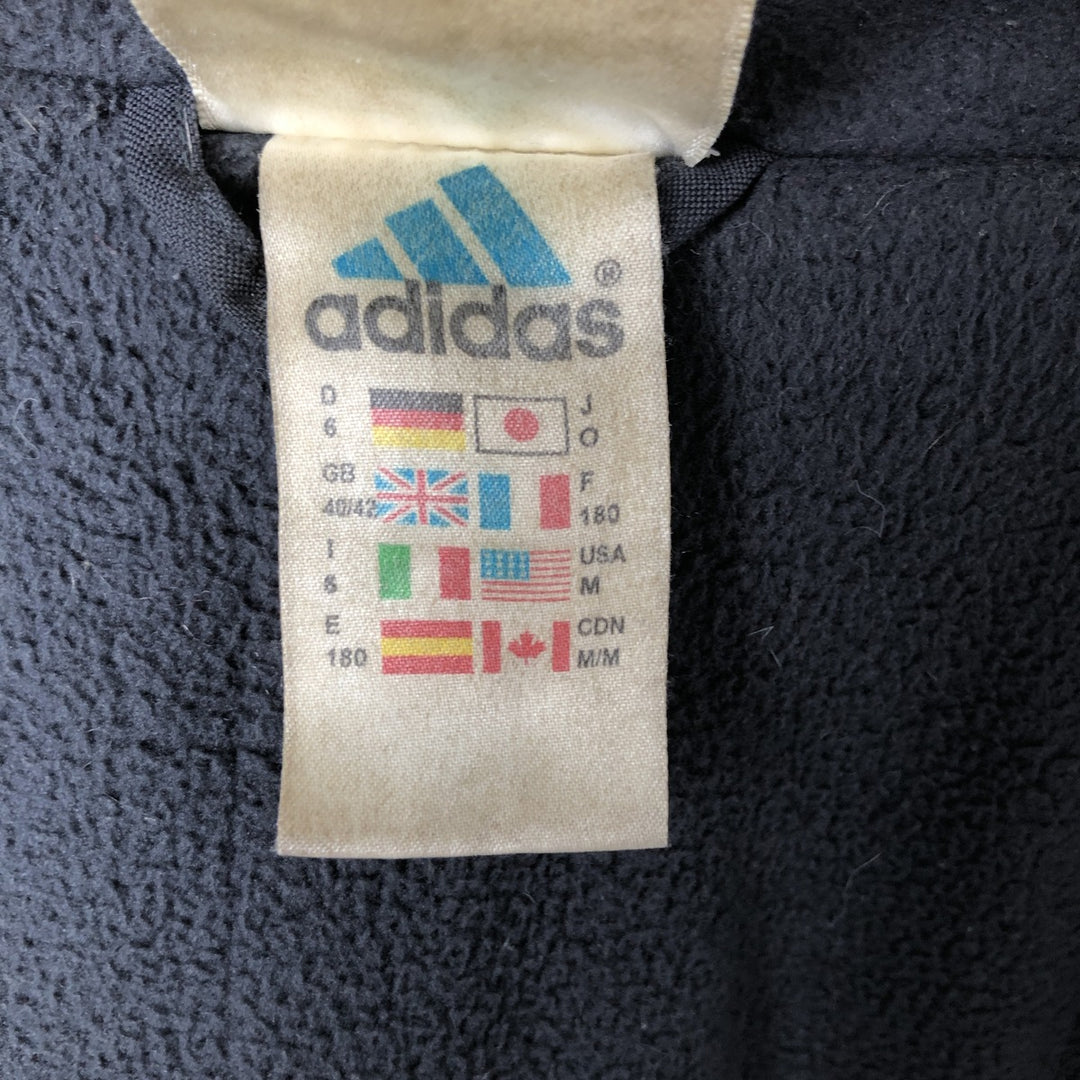 adidas®
D J
6 O
GB F
40/42 180
I USA
6 M
E CDN
180 M/M